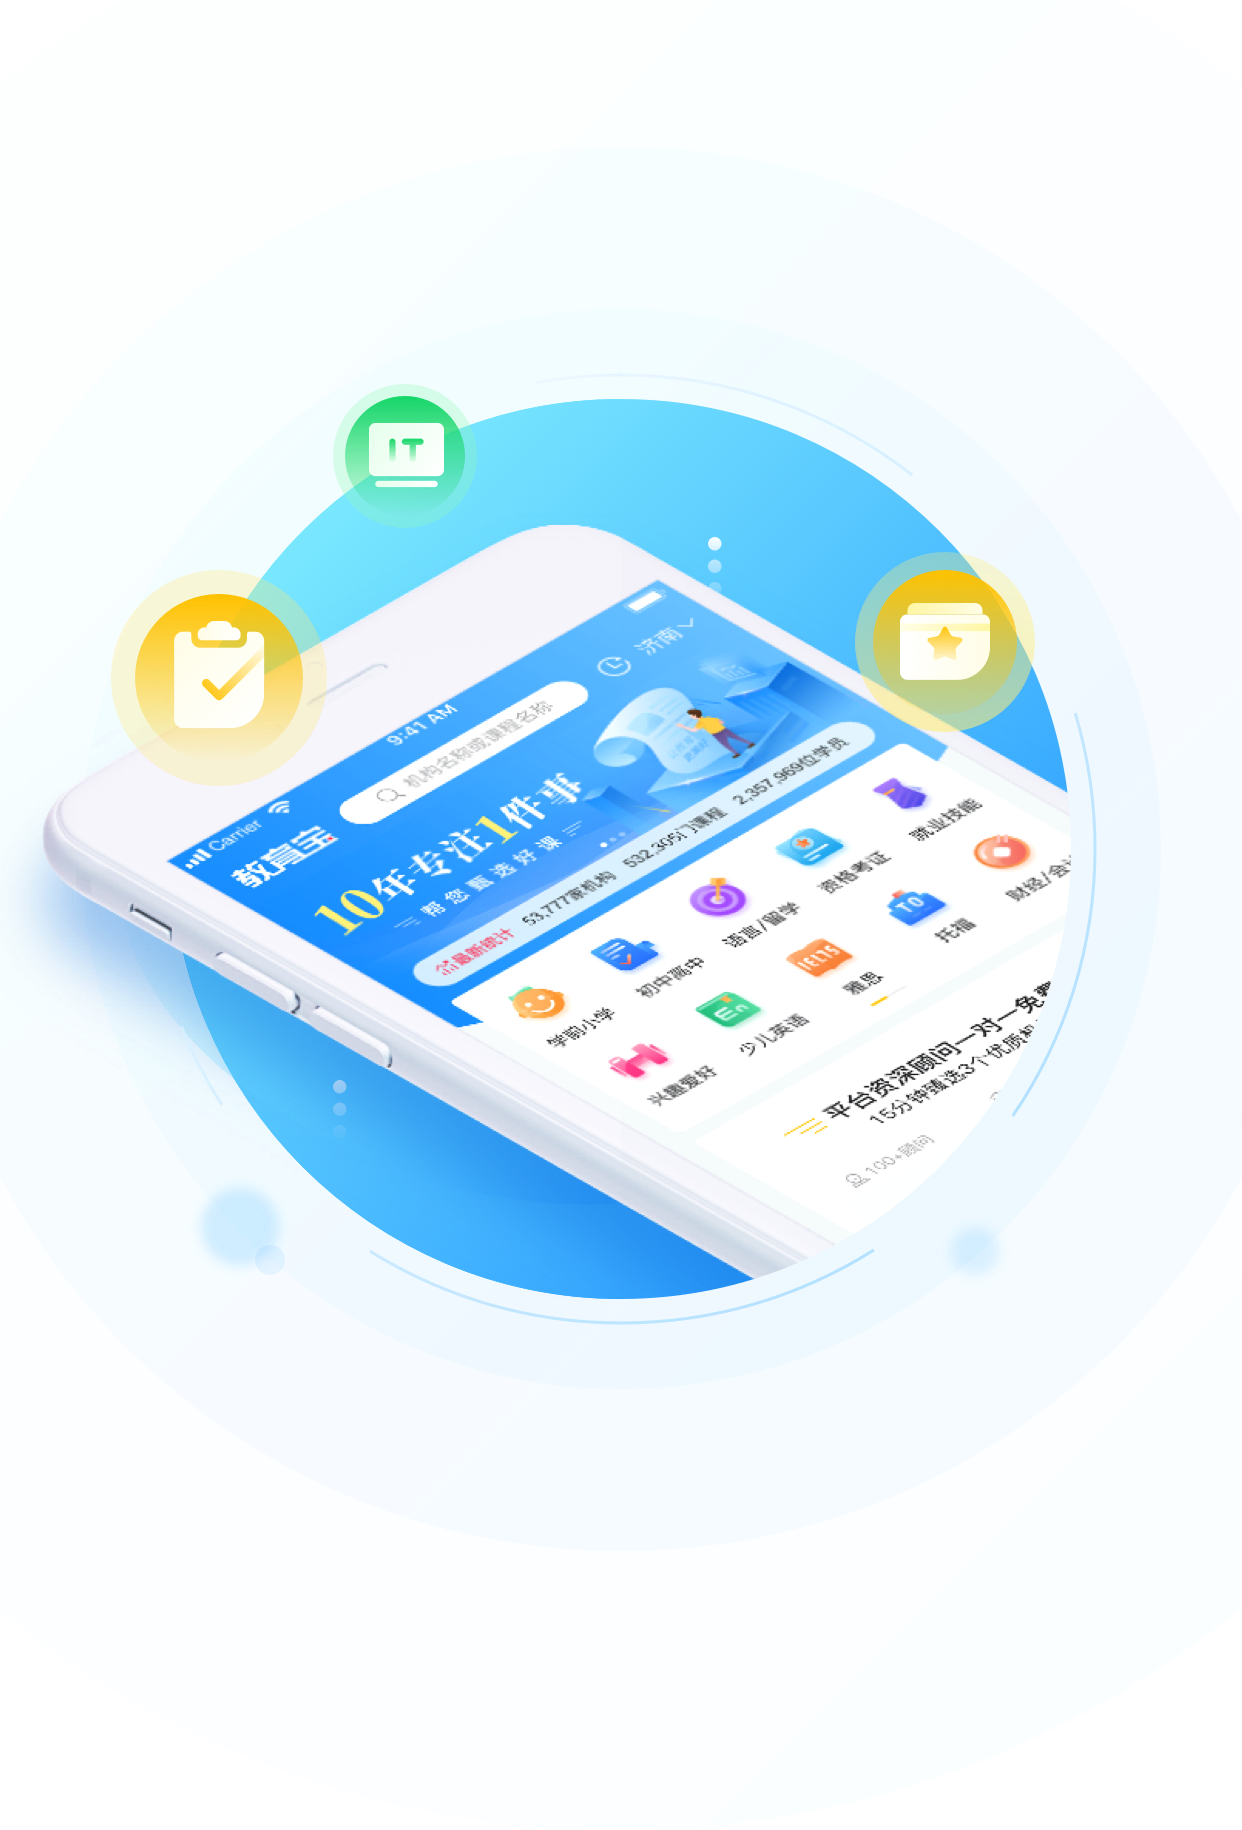 IT
Carrier
9:41 AM
教育宝
机构名称或课程名称
济南
10年专注1件事
帮您甄选好课
最新统计 53,777家机构 532,305门课程 2,357,969位学员
学前小学
初中高中
语言/留学
资格考证
就业技能
兴趣爱好
En
少儿英语
IELTS
雅思
TO
托福
财经/会计
平台资深顾问一对一免费
15分钟臻选3个优质机
100+顾问